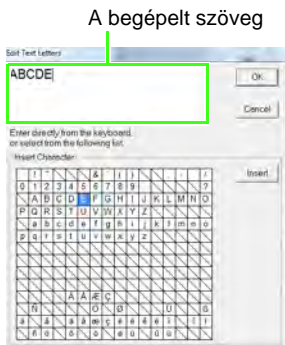 A begépelt szöveg
Edit Text Letters
ABCDE
OK
Cancel
Enter directly from the keyboard,
or select from the following list.
Insert Character
Insert
! " & ( ) /
0 1 2 3 4 5 6 7 8 9 ?
A B C D E F G H I J K L M N O
P Q R S T U V W X Y Z
a b c d e f g h i j k l m n o
p q r s t u v w x y z